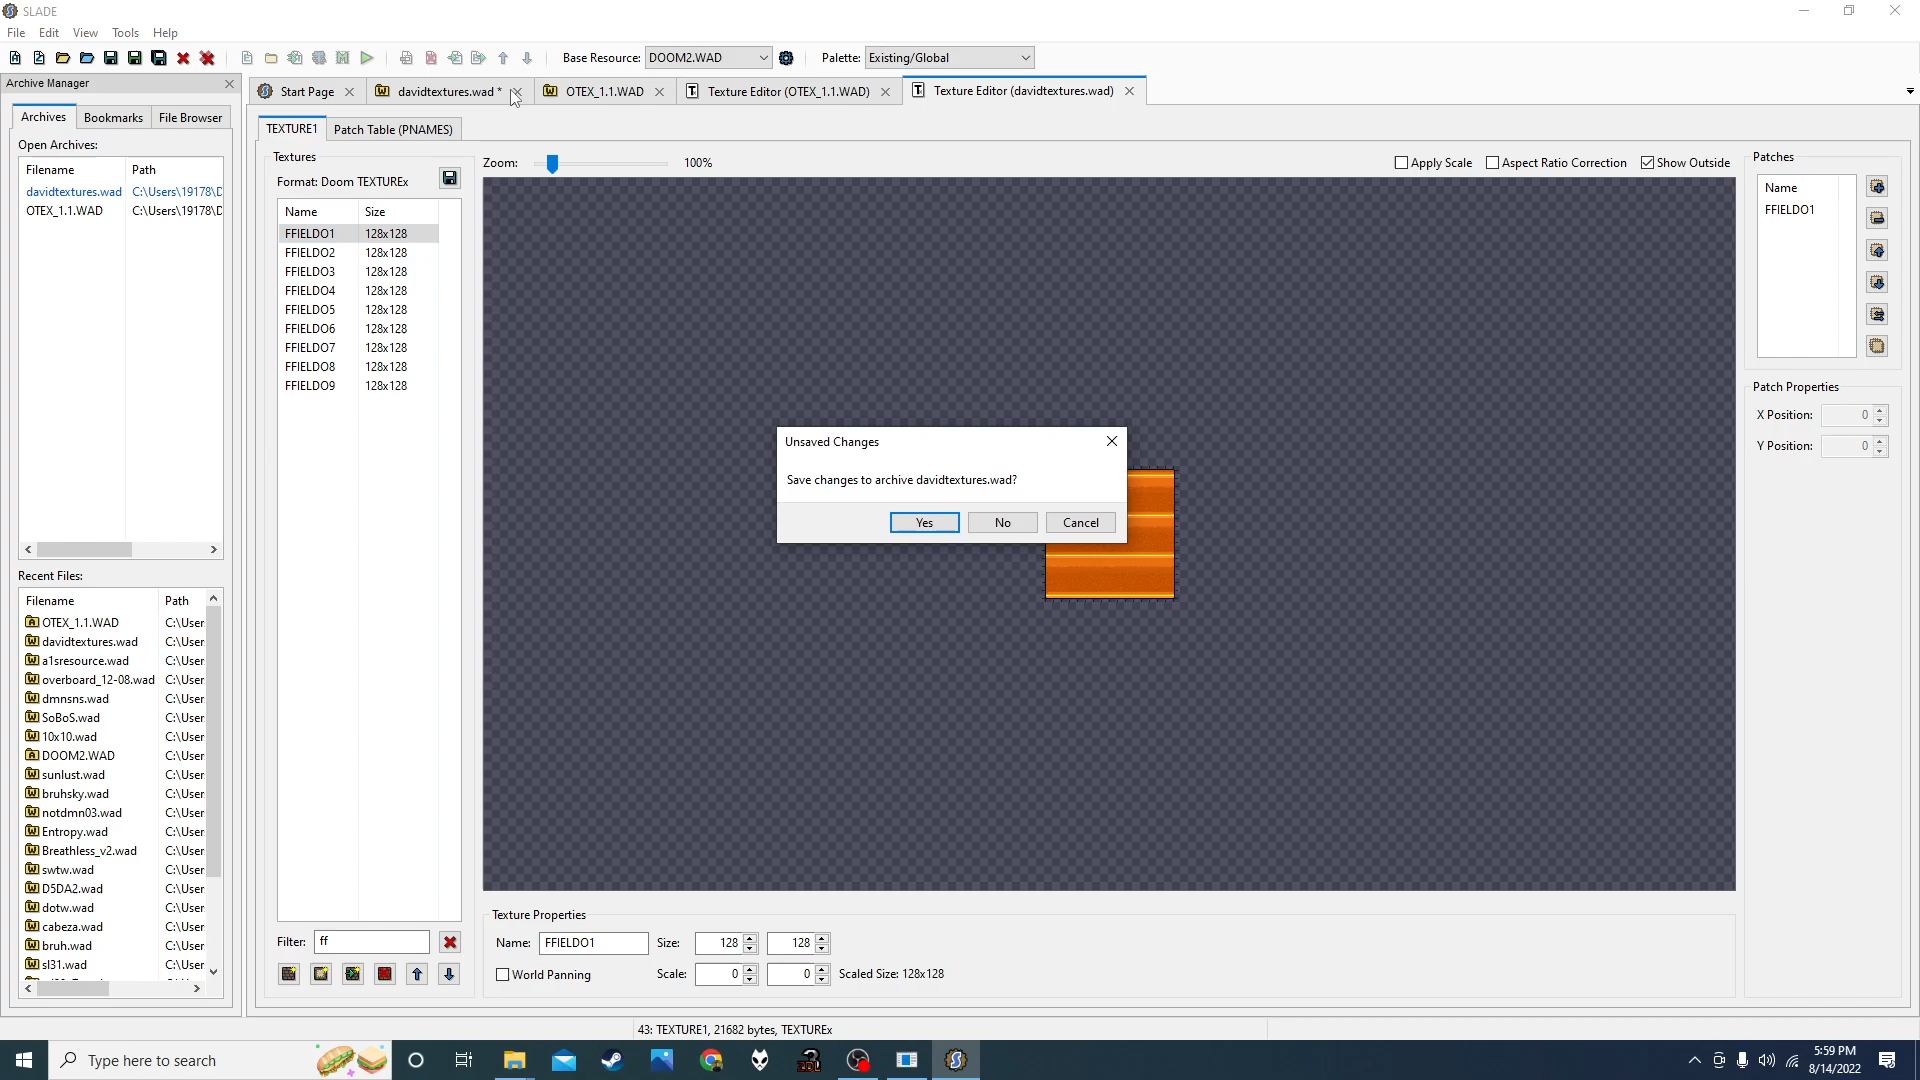 SLADE
File Edit View Tools Help
Base Resource: DOOM2.WAD Palette: Existing/Global
Archive Manager
Start Page davidtextures.wad * OTEX_1.1.WAD Texture Editor (OTEX_1.1.WAD) Texture Editor (davidtextures.wad)
Archives Bookmarks File Browser
Open Archives:
Filename Path
davidtextures.wad C:\Users\19178\D
OTEX_1.1.WAD C:\Users\19178\D
Recent Files:
Filename Path
OTEX_1.1.WAD C:\User
davidtextures.wad C:\User
a1sresource.wad C:\User
overboard_12-08.wad C:\User
dmnsns.wad C:\User
SoBoS.wad C:\User
10x10.wad C:\User
DOOM2.WAD C:\User
sunlust.wad C:\User
bruhsky.wad C:\User
notdmn03.wad C:\User
Entropy.wad C:\User
Breathless_v2.wad C:\User
swtw.wad C:\User
D5DA2.wad C:\User
dotw.wad C:\User
cabeza.wad C:\User
bruh.wad C:\User
sl31.wad C:\User
TEXTURE1 Patch Table (PNAMES)
Textures
Format: Doom TEXTUREx
Name Size
FFIELDO1 128x128
FFIELDO2 128x128
FFIELDO3 128x128
FFIELDO4 128x128
FFIELDO5 128x128
FFIELDO6 128x128
FFIELDO7 128x128
FFIELDO8 128x128
FFIELDO9 128x128
Filter: ff
Zoom: 100%
Apply Scale Aspect Ratio Correction Show Outside
Unsaved Changes
Save changes to archive davidtextures.wad?
Yes No Cancel
Texture Properties
Name: FFIELDO1 Size: 128 128
World Panning Scale: 0 0 Scaled Size: 128x128
Patches
Name
FFIELDO1
Patch Properties
X Position: 0
Y Position: 0
43: TEXTURE1, 21682 bytes, TEXTUREx
Type here to search
5:59 PM
8/14/2022